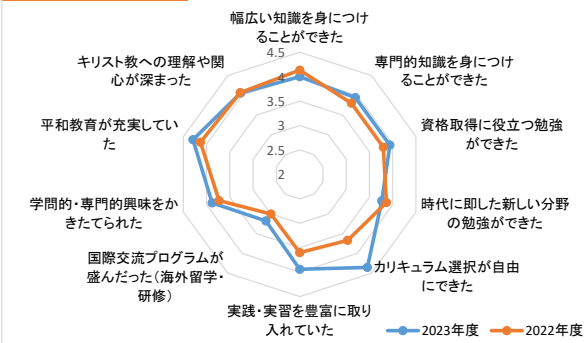 幅広い知識を身につけ
ることができた
専門的知識を身につけ
ることができた
資格取得に役立つ勉強
ができた
時代に即した新しい分野
の勉強ができた
カリキュラム選択が自由
にできた
実践・実習を豊富に取り
入れていた
国際交流プログラムが
盛んだった（海外留学・
研修）
学問的・専門的興味をか
きたてられた
平和教育が充実してい
た
キリスト教への理解や関
心が深まった
4.5
4
3.5
3
2.5
2
2023年度
2022年度